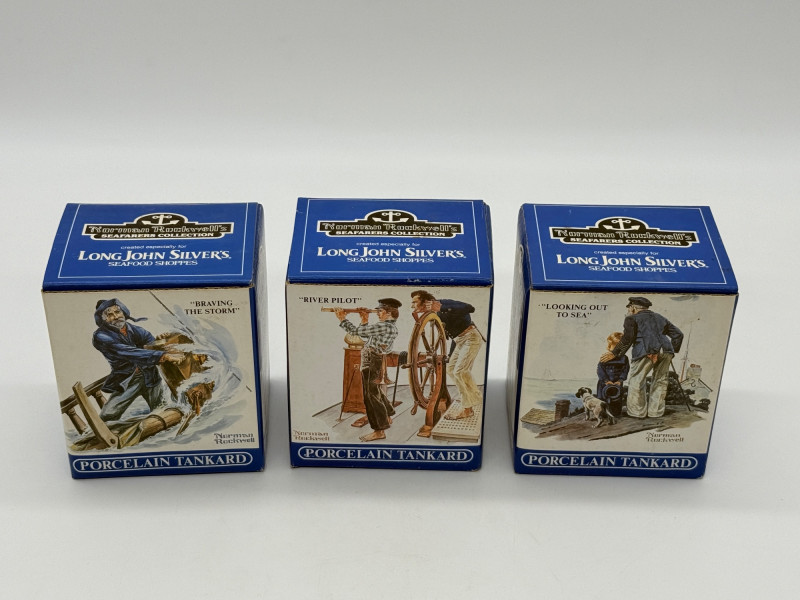 Norman Rockwell's
SEAFARERS COLLECTION
created especially for
LONG JOHN SILVER'S
SEAFOOD SHOPPES
"BRAVING
THE STORM"
Norman
Rockwell
PORCELAIN TANKARD
Norman Rockwell's
SEAFARERS COLLECTION
created especially for
LONG JOHN SILVER'S
SEAFOOD SHOPPES
"RIVER PILOT"
Norman
Rockwell
PORCELAIN TANKARD
Norman Rockwell's
SEAFARERS COLLECTION
created especially for
LONG JOHN SILVER'S
SEAFOOD SHOPPES
"LOOKING OUT
TO SEA"
Norman
Rockwell
PORCELAIN TANKARD